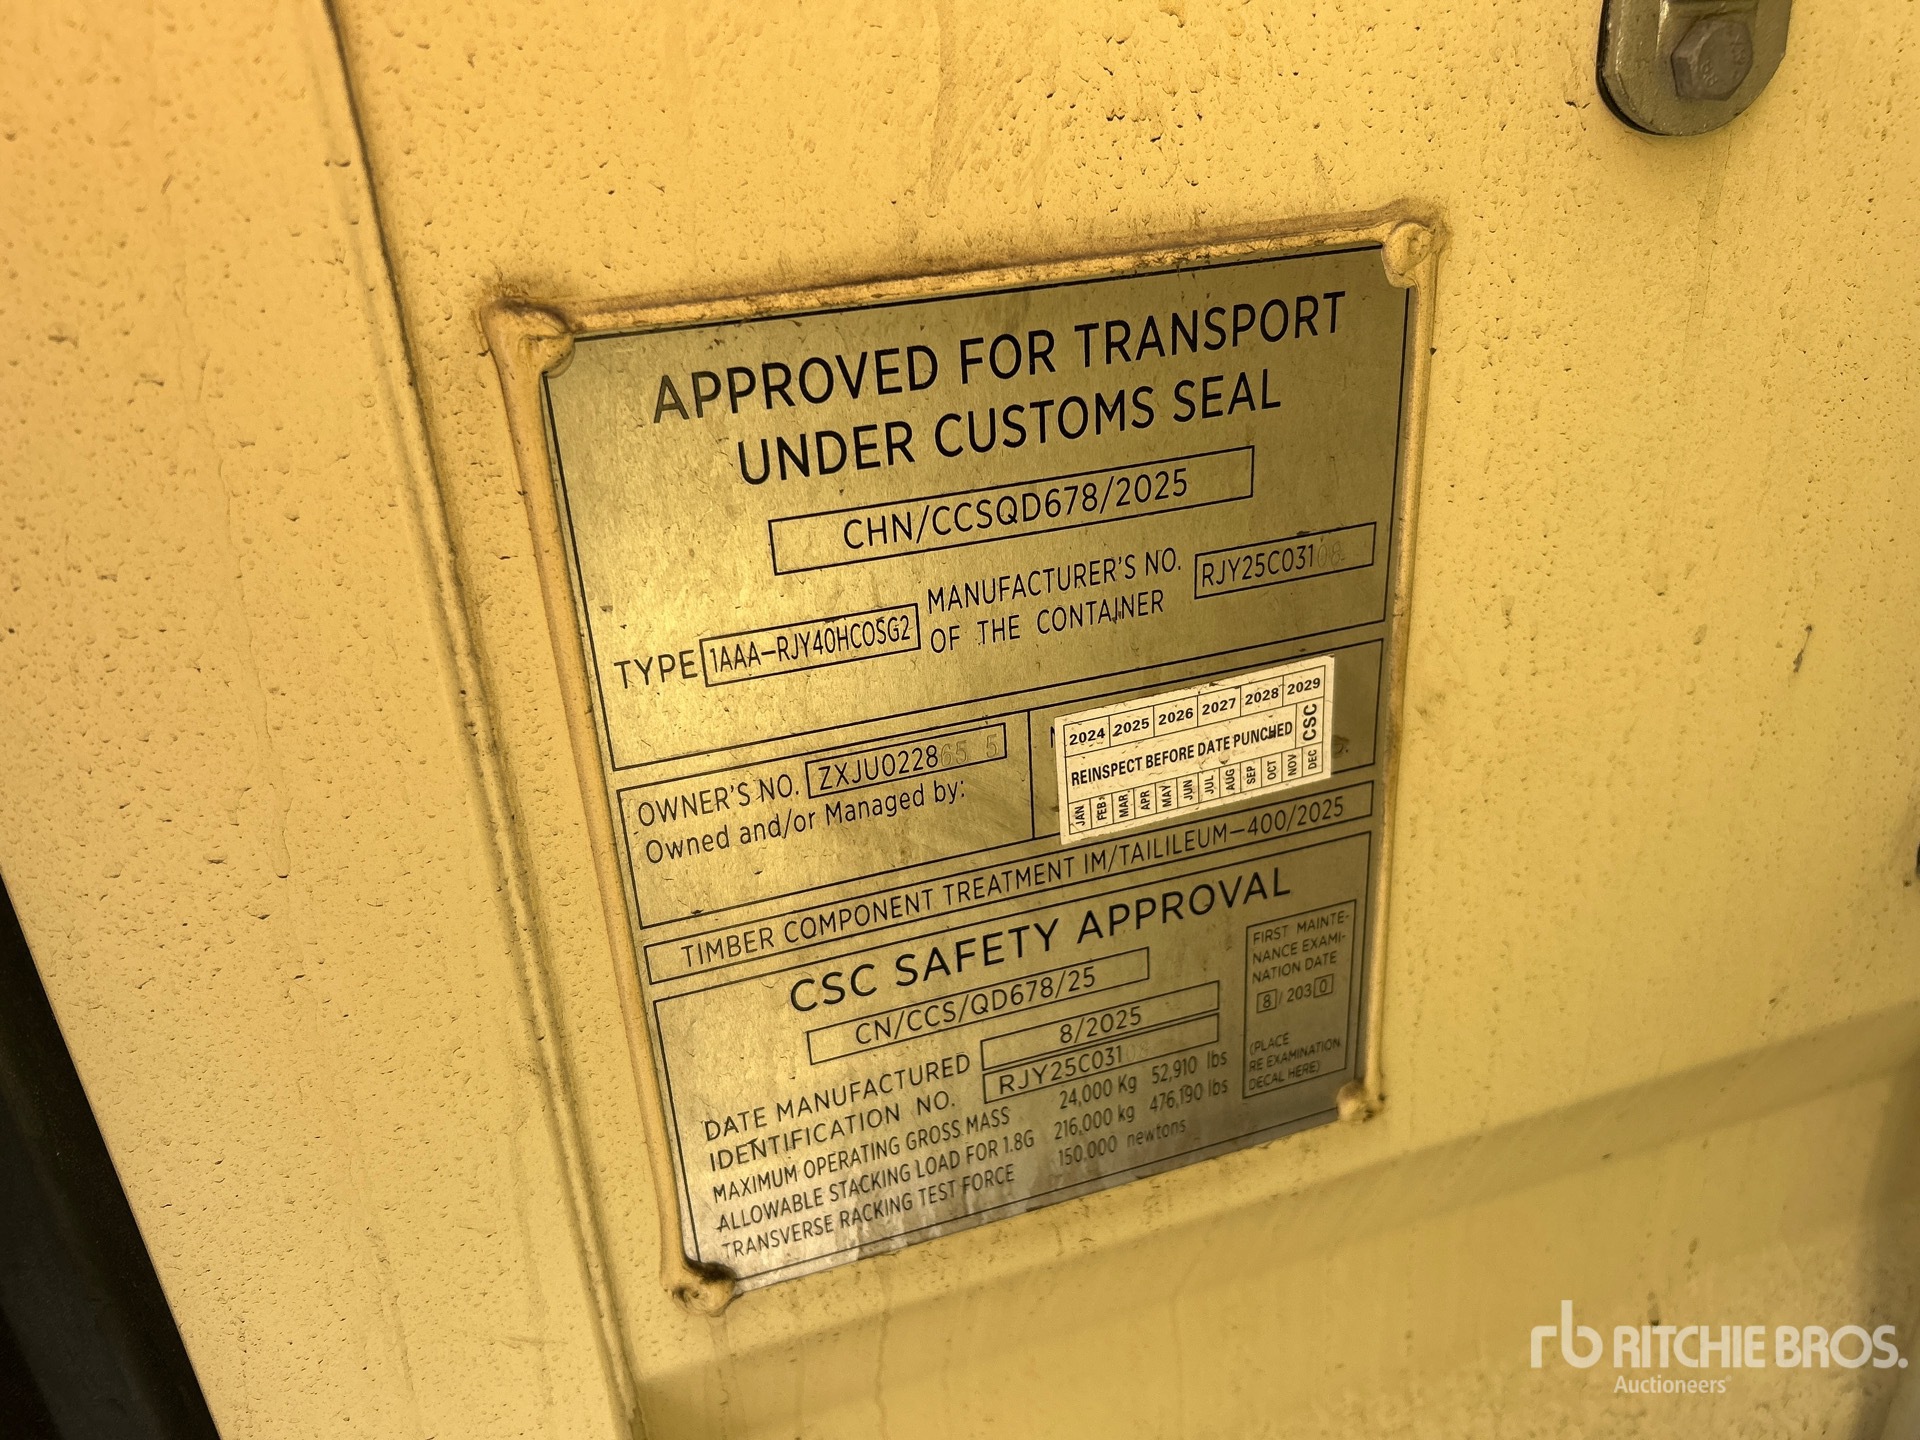 APPROVED FOR TRANSPORT
UNDER CUSTOMS SEAL
CHN/CCSQD678/2025
TYPE 1AAA-RJY40HCOSG2 MANUFACTURER'S NO. OF THE CONTAINER RJY25C03108
OWNER'S NO. ZXJU022865 5
Owned and/or Managed by:
2024 2025 2026 2027 2028 2029
REINSPECT BEFORE DATE PUNCHED CSC
JAN FEB MAR APR MAY JUN JUL AUG SEP OCT NOV DEC
TIMBER COMPONENT TREATMENT IM/TAILILEUM-400/2025
CSC SAFETY APPROVAL
CN/CCS/QD678/25
DATE MANUFACTURED 8/2025
IDENTIFICATION NO. RJY25C031
MAXIMUM OPERATING GROSS MASS 24,000 Kg 52,910 lbs
ALLOWABLE STACKING LOAD FOR 1.8G 216,000 kg 476,190 lbs
TRANSVERSE RACKING TEST FORCE 150.000 newtons
FIRST MAINTE-
NANCE EXAMI-
NATION DATE
8/2030
(PLACE
RE EXAMINATION
DECAL HERE)
rb RITCHIE BROS.
Auctioneers